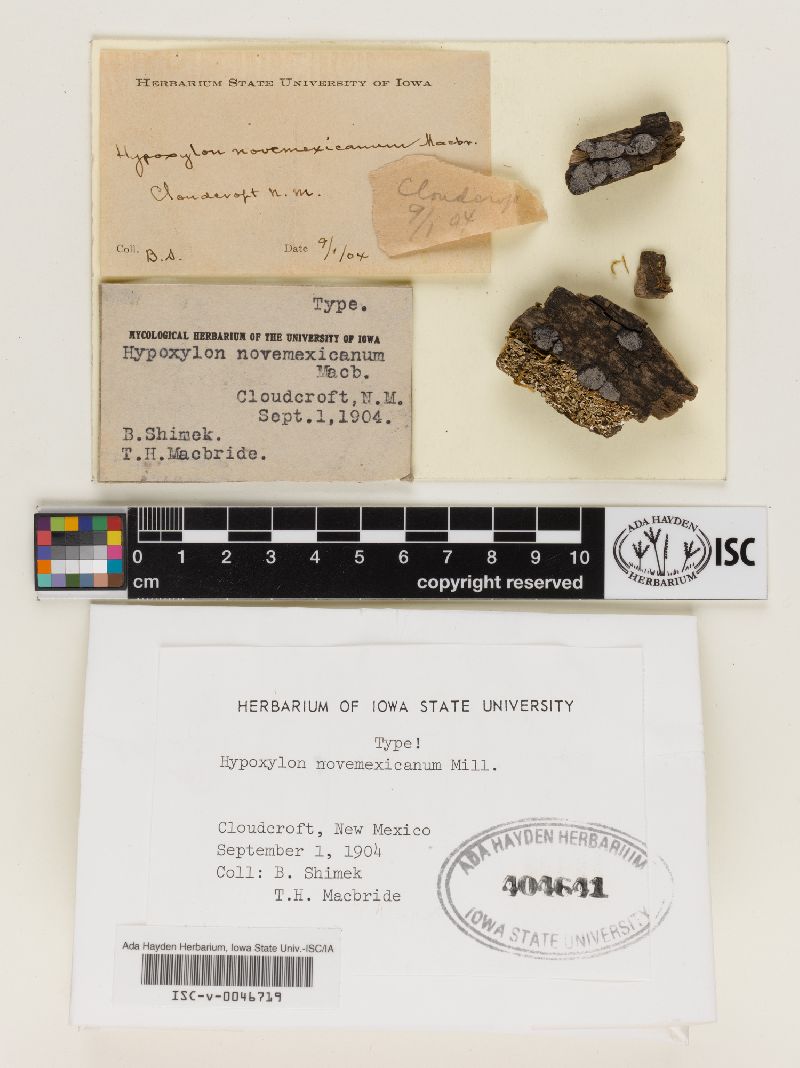 HERBARIUM STATE UNIVERSITY OF IOWA
Hypoxylon novemexicanum Macbr.
Cloudcroft N. M.
Coll. B.S. Date 9/1/04
Cloudcrof
9/1 04
Type.
MYCOLOGICAL HERBARIUM OF THE UNIVERSITY OF IOWA
Hypoxylon novemexicanum
Macb.
Cloudcroft, N.M.
Sept.1,1904.
B.Shimek.
T.H.Macbride.
0 1 2 3 4 5 6 7 8 9 10
cm copyright reserved
ADA HAYDEN
HERBARIUM
ISC
HERBARIUM OF IOWA STATE UNIVERSITY
Type!
Hypoxylon novemexicanum Mill.
Cloudcroft, New Mexico
September 1, 1904
Coll: B. Shimek
T.H. Macbride
ADA HAYDEN HERBARIUM
404641
IOWA STATE UNIVERSITY
Ada Hayden Herbarium, Iowa State Univ.-ISC/IA
ISC-v-0046719